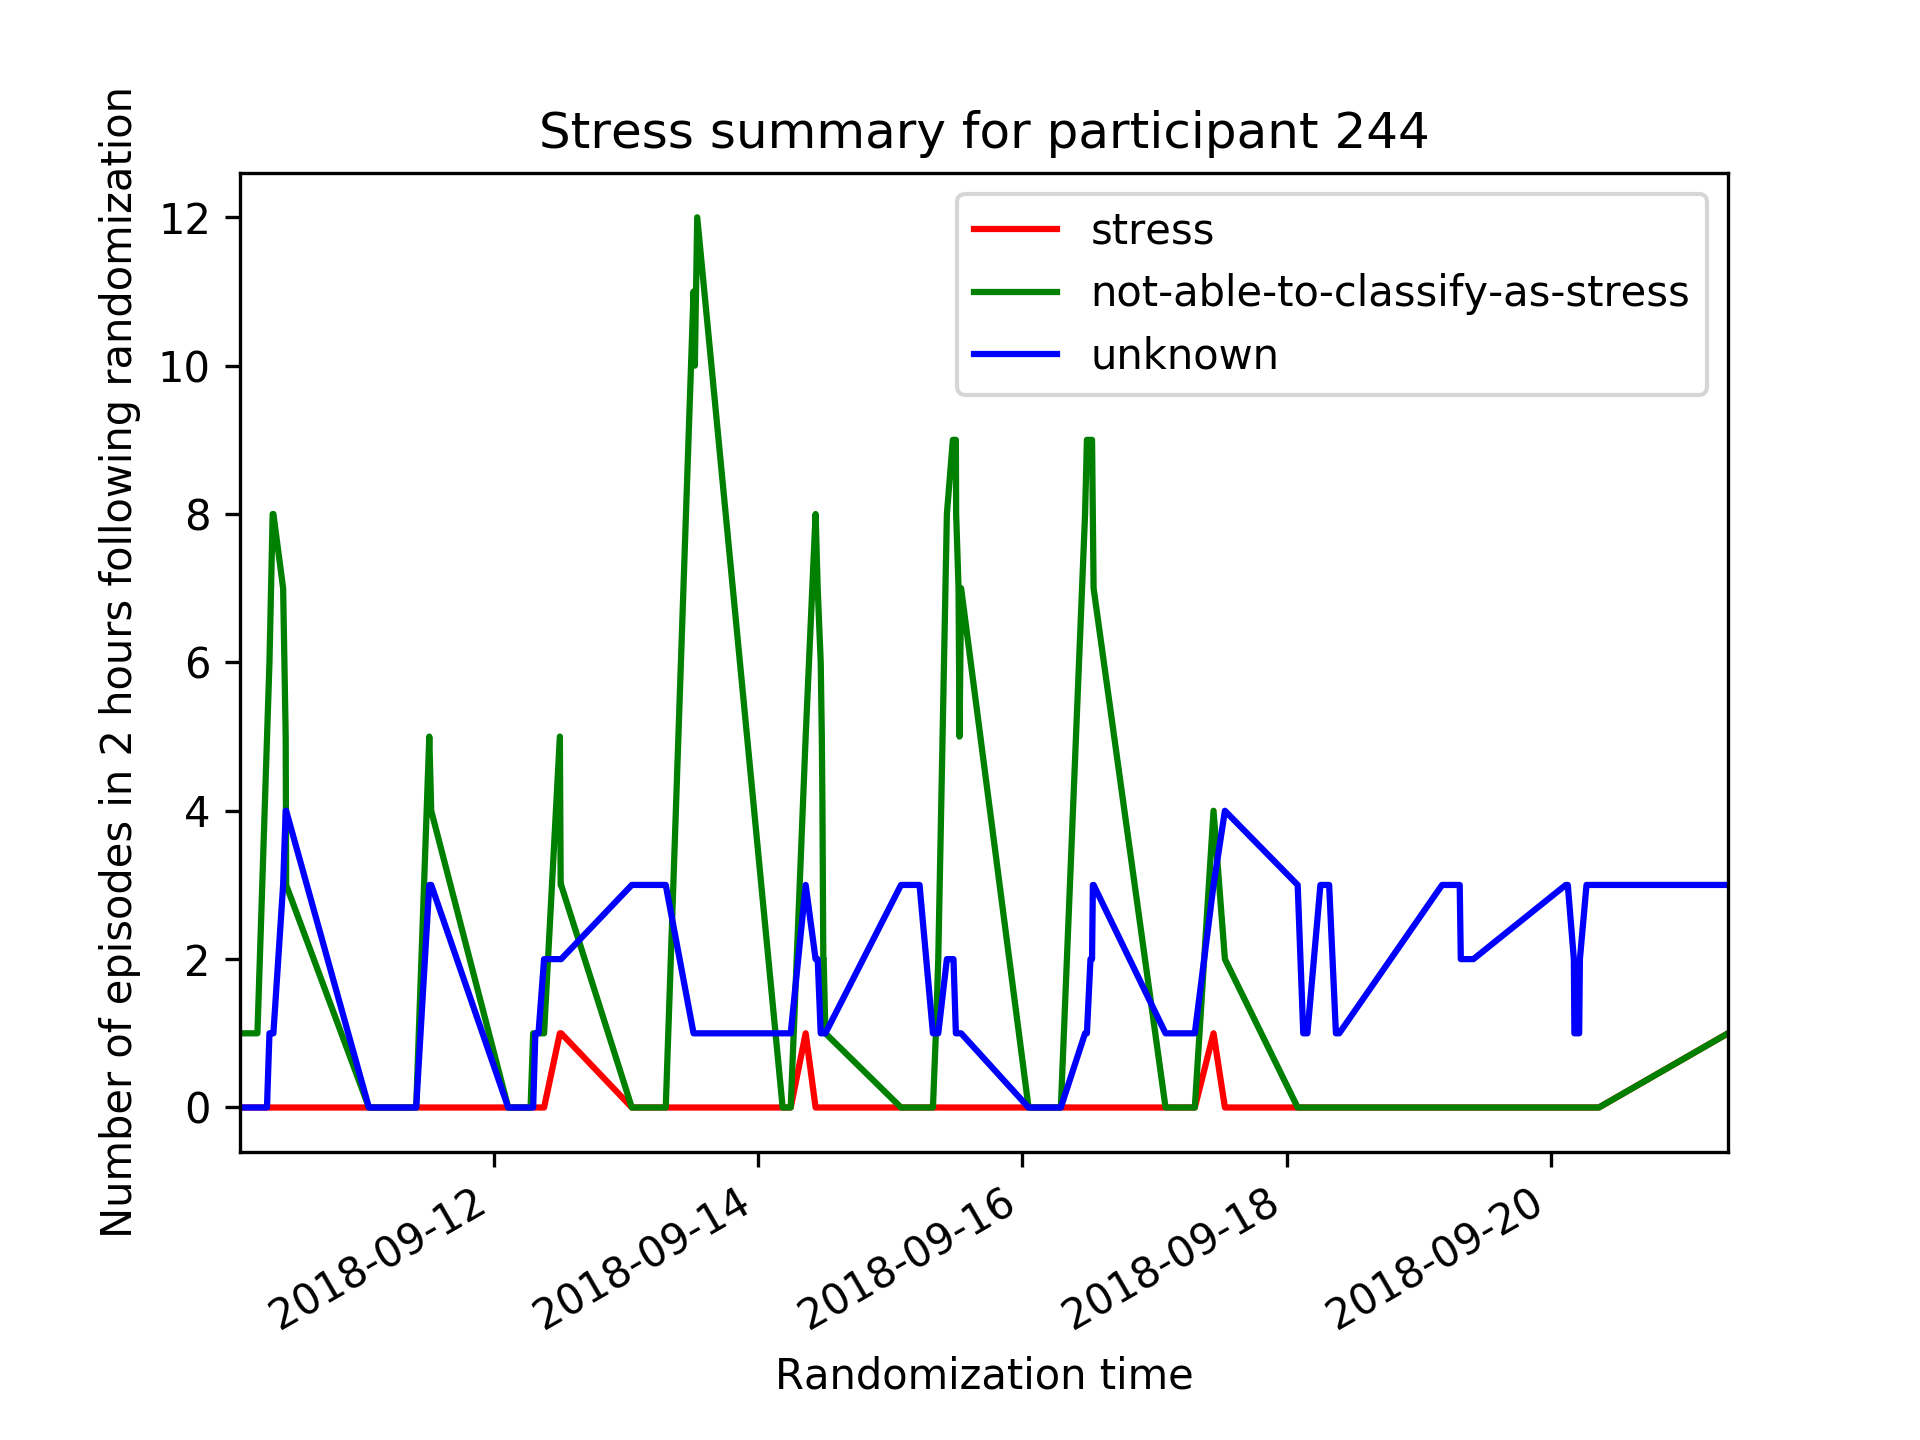 Stress summary for participant 244
Number of episodes in 2 hours following randomization
12
10
8
6
4
2
0
stress
not-able-to-classify-as-stress
unknown
2018-09-12
2018-09-14
2018-09-16
2018-09-18
2018-09-20
Randomization time